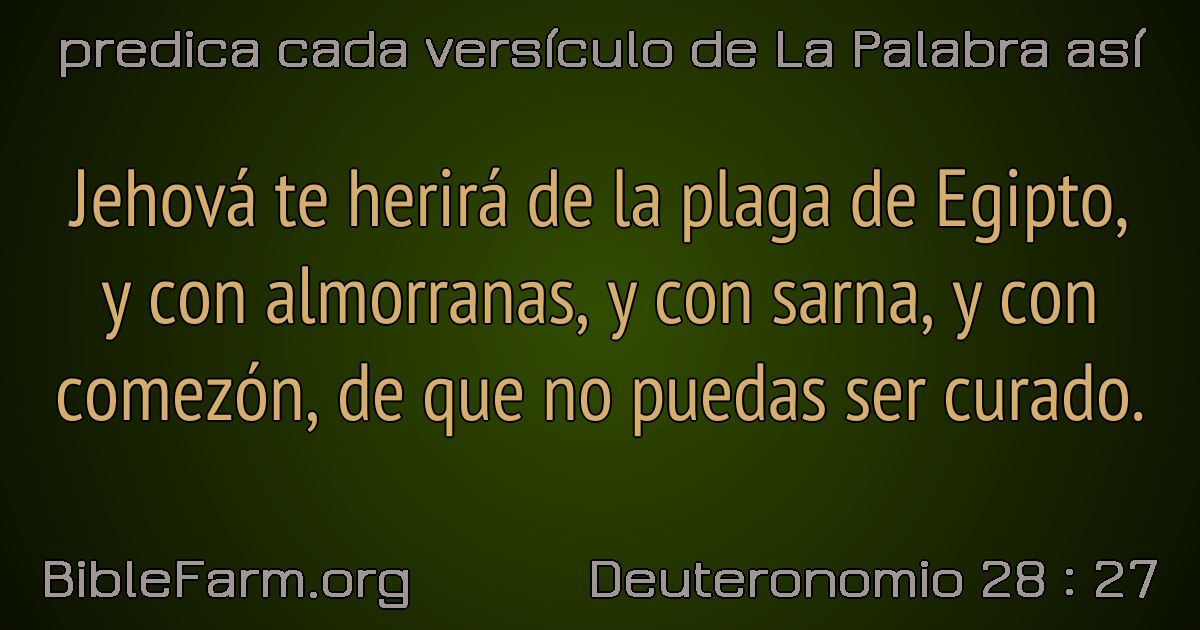 predica cada versículo de La Palabra así
Jehová te herirá de la plaga de Egipto,
y con almorranas, y con sarna, y con
comezón, de que no puedas ser curado.
BibleFarm.org
Deuteronomio 28 : 27